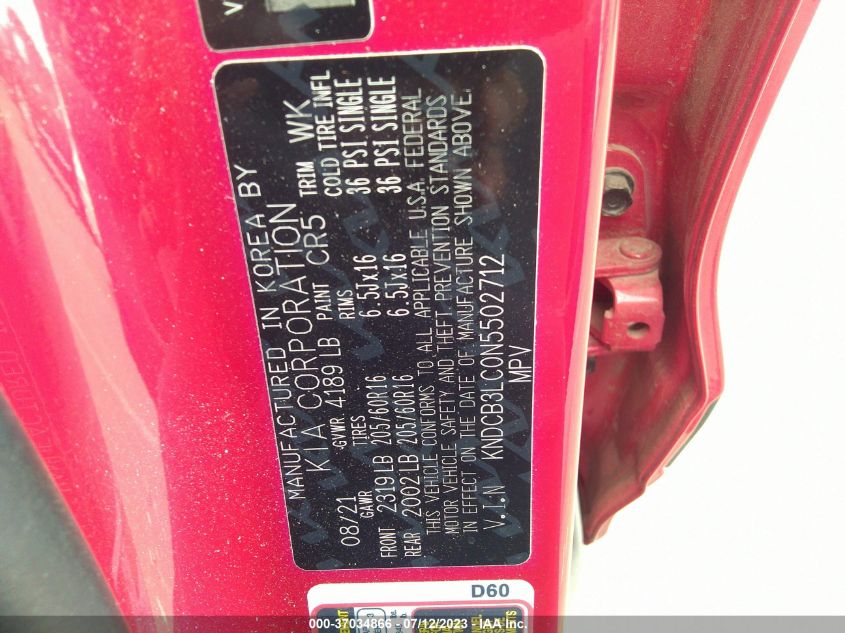 V
MANUFACTURED IN KOREA BY
KIA CORPORATION
08/21 GVWR 4189 LB PAINT CR5 TRIM WK
GAWR TIRES RIMS COLD TIRE INFL
FRONT 2319 LB 205/60R16 6.5Jx16 36 PSI SINGLE
REAR 2002 LB 205/60R16 6.5Jx16 36 PSI SINGLE
THIS VEHICLE CONFORMS TO ALL APPLICABLE U.S.A. FEDERAL
MOTOR VEHICLE SAFETY AND THEFT PREVENTION STANDARDS
IN EFFECT ON THE DATE OF MANUFACTURE SHOWN ABOVE.
V.I.N KNDCB3LC0N5502712
MPV
D60
000-37034866 - 07/12/2023 - IAA Inc.